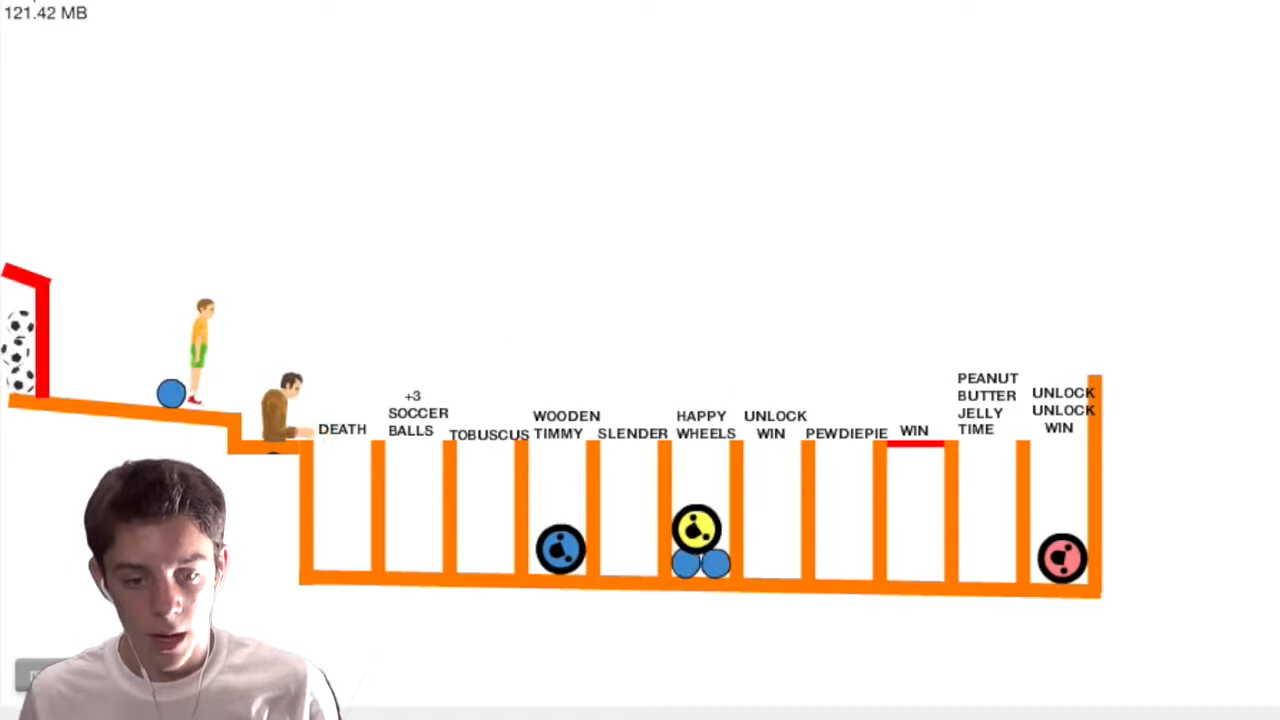 121.42 MB
DEATH
+3
SOCCER
BALLS
TOBUSCUS
WOODEN
TIMMY
SLENDER
HAPPY
WHEELS
UNLOCK
WIN
PEWDIEPIE
WIN
PEANUT
BUTTER
JELLY
TIME
UNLOCK
UNLOCK
WIN